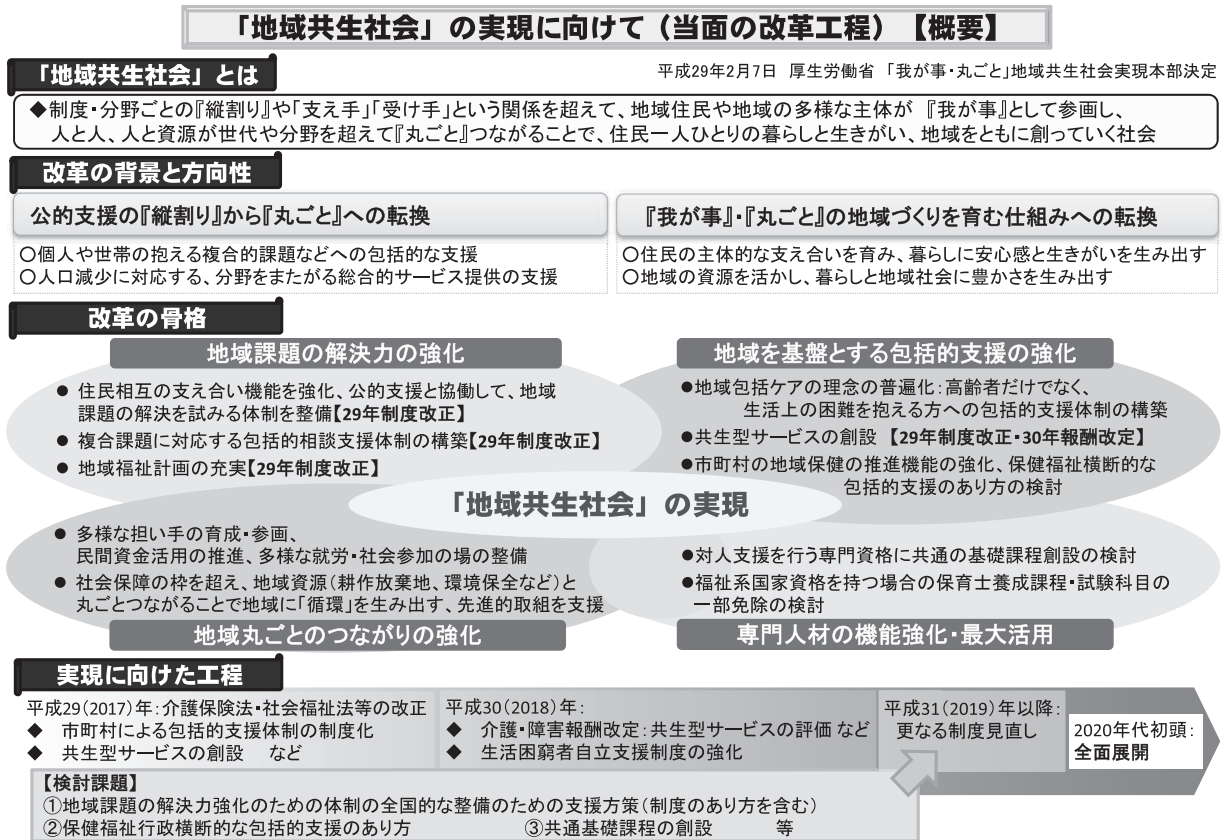 「地域共生社会」の実現に向けて（当面の改革工程）【概要】
「地域共生社会」とは
平成29年2月7日 厚生労働省 「我が事・丸ごと」地域共生社会実現本部決定
◆制度・分野ごとの『縦割り』や「支え手」「受け手」という関係を超えて、地域住民や地域の多様な主体が 『我が事』として参画し、
人と人、人と資源が世代や分野を超えて『丸ごと』つながることで、住民一人ひとりの暮らしと生きがい、地域をともに創っていく社会
改革の背景と方向性
公的支援の『縦割り』から『丸ごと』への転換
○個人や世帯の抱える複合的課題などへの包括的な支援
○人口減少に対応する、分野をまたがる総合的サービス提供の支援
『我が事』・『丸ごと』の地域づくりを育む仕組みへの転換
○住民の主体的な支え合いを育み、暮らしに安心感と生きがいを生み出す
○地域の資源を活かし、暮らしと地域社会に豊かさを生み出す
改革の骨格
地域課題の解決力の強化
● 住民相互の支え合い機能を強化、公的支援と協働して、地域
課題の解決を試みる体制を整備【29年制度改正】
● 複合課題に対応する包括的相談支援体制の構築【29年制度改正】
● 地域福祉計画の充実【29年制度改正】
地域を基盤とする包括的支援の強化
●地域包括ケアの理念の普遍化：高齢者だけでなく、
生活上の困難を抱える方への包括的支援体制の構築
●共生型サービスの創設 【29年制度改正・30年報酬改定】
●市町村の地域保健の推進機能の強化、保健福祉横断的な
包括的支援のあり方の検討
「地域共生社会」の実現
● 多様な担い手の育成・参画、
民間資金活用の推進、多様な就労・社会参加の場の整備
● 社会保障の枠を超え、地域資源（耕作放棄地、環境保全など）と
丸ごとつながることで地域に「循環」を生み出す、先進的取組を支援
地域丸ごとのつながりの強化
●対人支援を行う専門資格に共通の基礎課程創設の検討
●福祉系国家資格を持つ場合の保育士養成課程・試験科目の
一部免除の検討
専門人材の機能強化・最大活用
実現に向けた工程
平成29（2017）年：介護保険法・社会福祉法等の改正
◆ 市町村による包括的支援体制の制度化
◆ 共生型サービスの創設 など
平成30（2018）年：
◆ 介護・障害報酬改定：共生型サービスの評価 など
◆ 生活困窮者自立支援制度の強化
平成31（2019）年以降：
更なる制度見直し
2020年代初頭：
全面展開
【検討課題】
①地域課題の解決力強化のための体制の全国的な整備のための支援方策（制度のあり方を含む）
②保健福祉行政横断的な包括的支援のあり方 ③共通基礎課程の創設 等